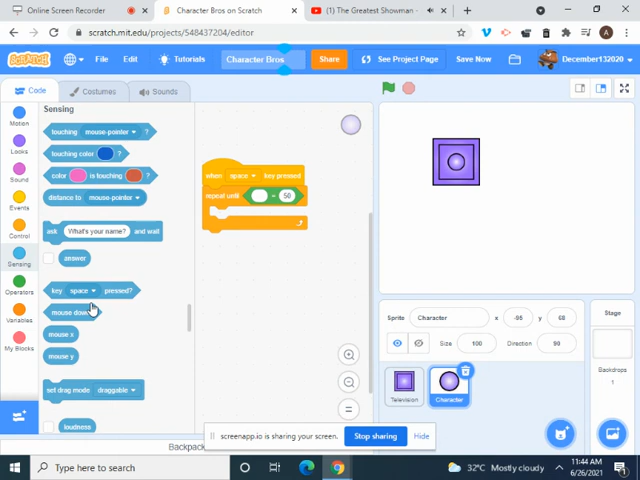 Online Screen Recorder
Character Bros on Scratch
(1) The Greatest Showman -
scratch.mit.edu/projects/548437204/editor
SCRATCH
File
Edit
Tutorials
Character Bros
Share
See Project Page
Save Now
December132020
Code
Costumes
Sounds
Motion
Looks
Sound
Events
Control
Sensing
Operators
Variables
My Blocks
Sensing
touching mouse-pointer ?
touching color ?
color is touching ?
distance to mouse-pointer
ask What's your name? and wait
answer
key space pressed?
mouse down?
mouse x
mouse y
set drag mode draggable
loudness
when space key pressed
repeat until = 50
Backpack
Sprite Character x -95 y 68
Size 100 Direction 90
Television
Character
Stage
Backdrops
1
screenapp.io is sharing your screen.
Stop sharing
Hide
Type here to search
32°C Mostly cloudy
11:44 AM
6/26/2021